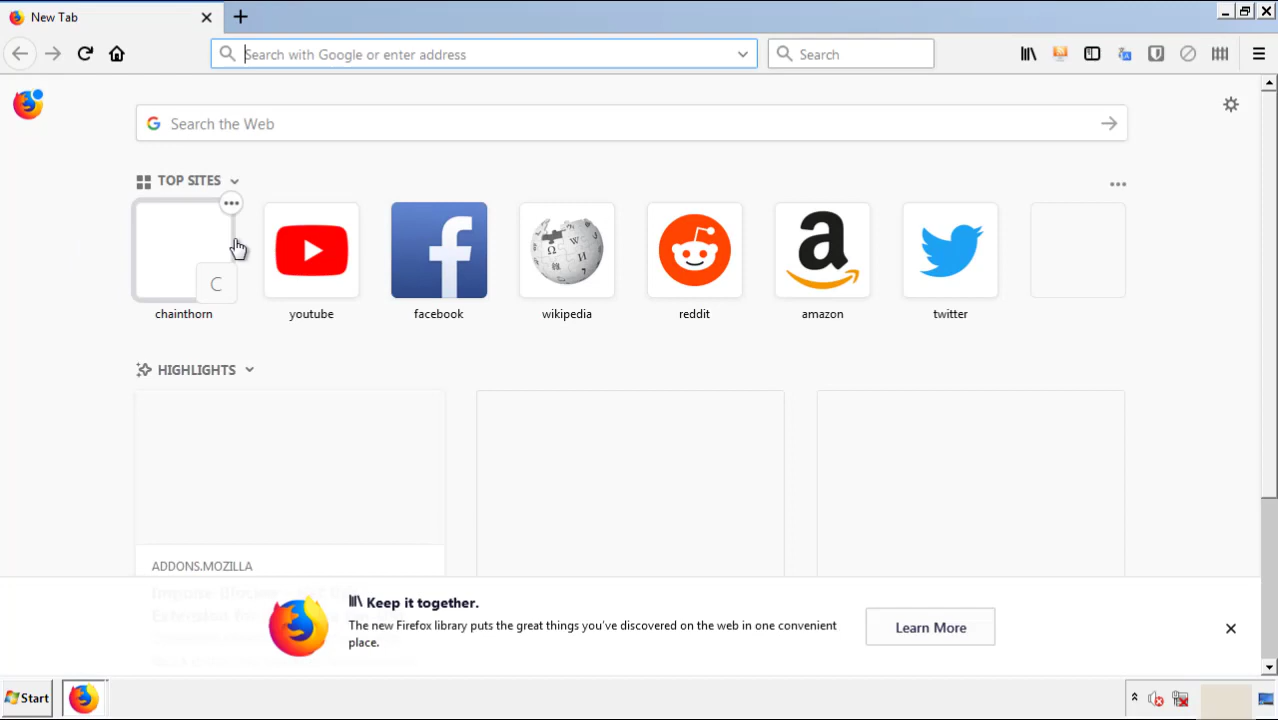 New Tab
Search with Google or enter address
Search
Search the Web
TOP SITES
C
chainthorn
youtube
facebook
wikipedia
reddit
amazon
twitter
HIGHLIGHTS
ADDONS.MOZILLA
Keep it together.
The new Firefox library puts the great things you've discovered on the web in one convenient
place.
Learn More
Start